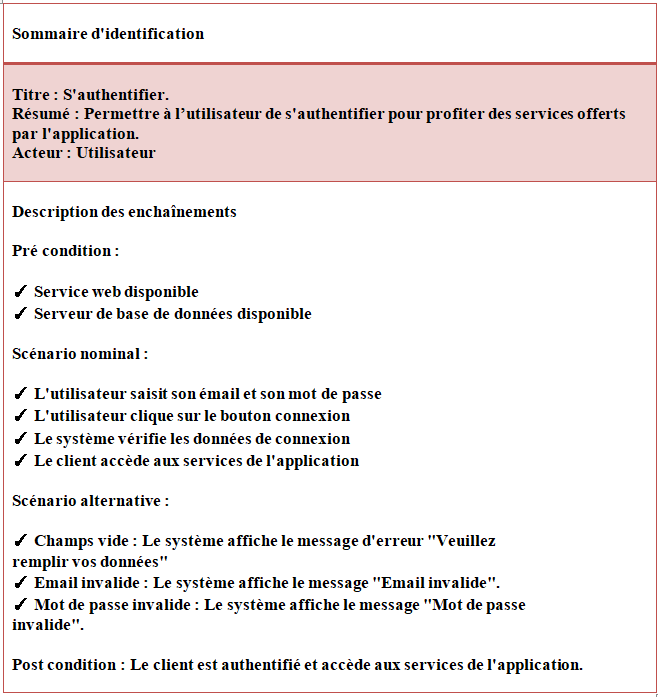 Sommaire d'identification
Titre : S'authentifier.
Résumé : Permettre à l’utilisateur de s'authentifier pour profiter des services offerts
par l'application.
Acteur : Utilisateur
Description des enchaînements
Pré condition :
✓ Service web disponible
✓ Serveur de base de données disponible
Scénario nominal :
✓ L'utilisateur saisit son émail et son mot de passe
✓ L'utilisateur clique sur le bouton connexion
✓ Le système vérifie les données de connexion
✓ Le client accède aux services de l'application
Scénario alternative :
✓ Champs vide : Le système affiche le message d'erreur "Veuillez
remplir vos données"
✓ Email invalide : Le système affiche le message "Email invalide".
✓ Mot de passe invalide : Le système affiche le message "Mot de passe
invalide".
Post condition : Le client est authentifié et accède aux services de l'application.